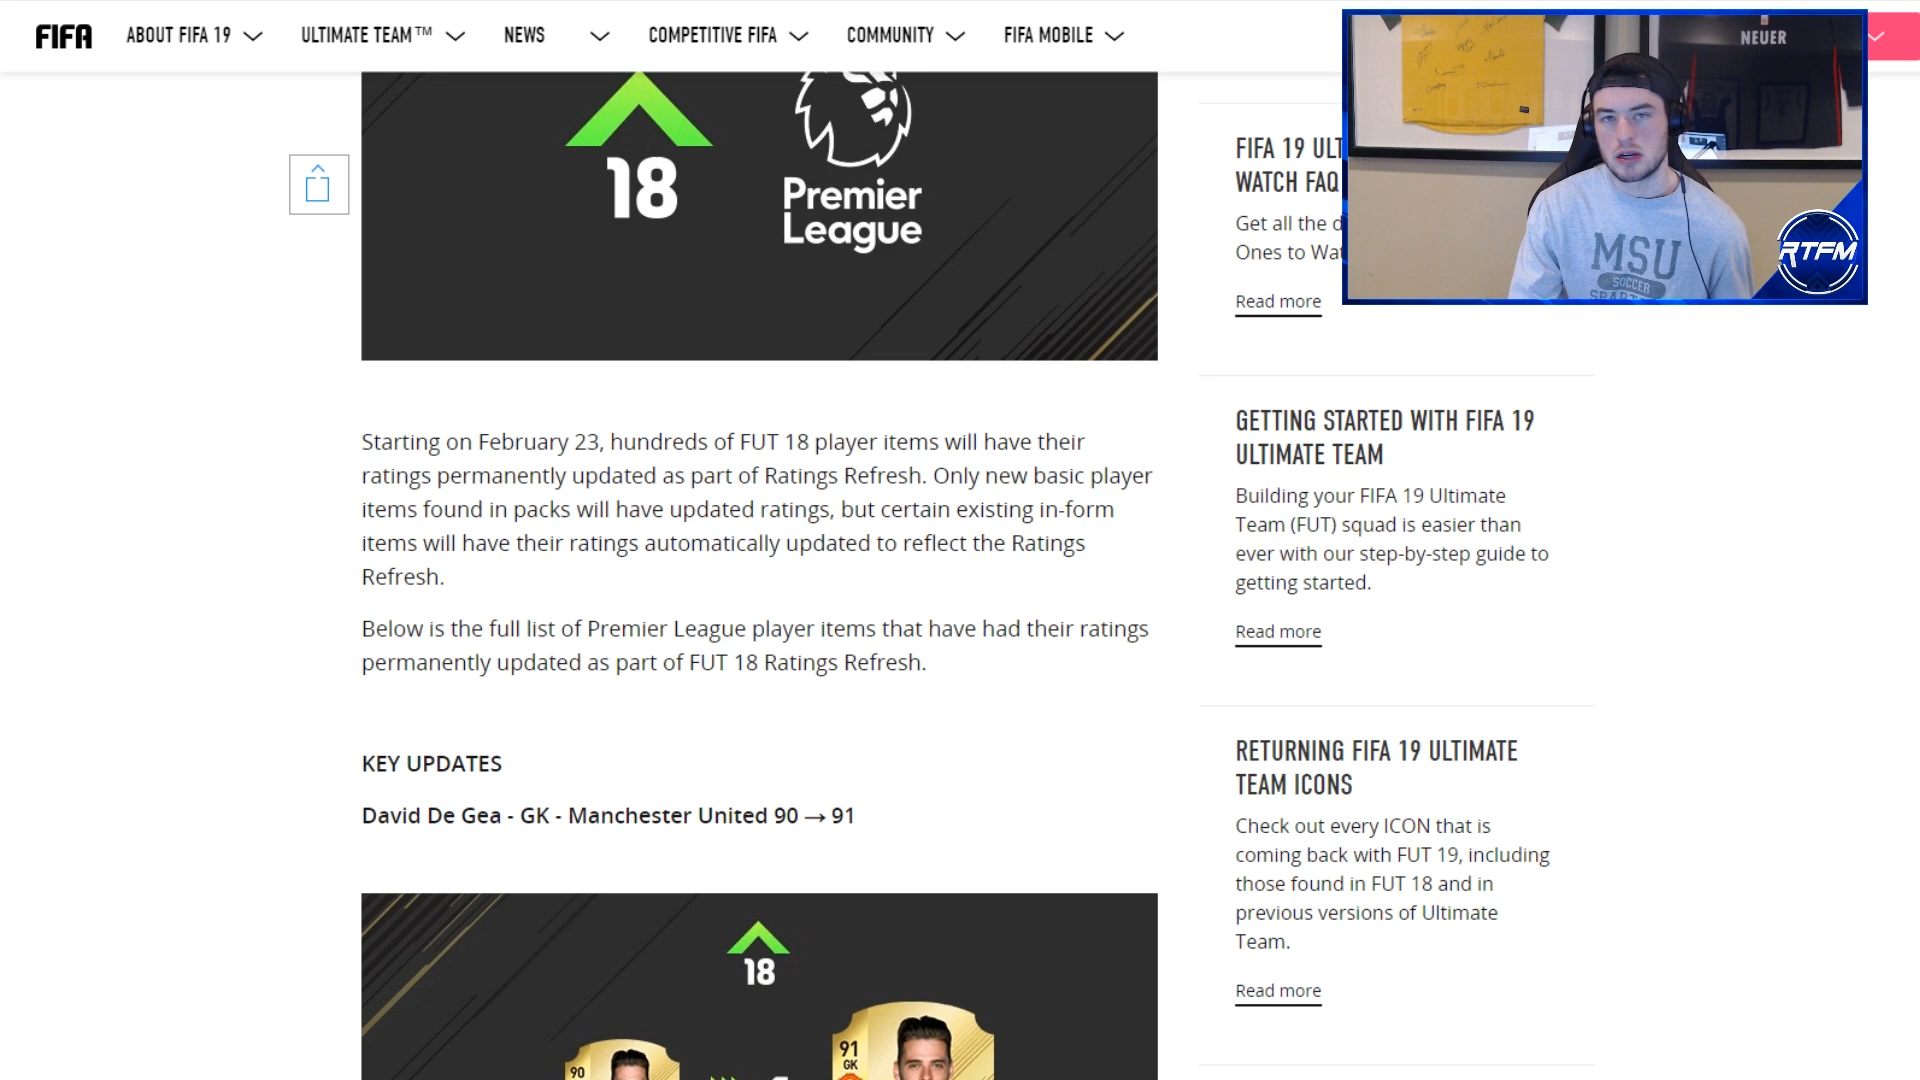 FIFA ABOUT FIFA 19 ULTIMATE TEAM™ NEWS COMPETITIVE FIFA COMMUNITY FIFA MOBILE
18
Premier
League
Starting on February 23, hundreds of FUT 18 player items will have their
ratings permanently updated as part of Ratings Refresh. Only new basic player
items found in packs will have updated ratings, but certain existing in-form
items will have their ratings automatically updated to reflect the Ratings
Refresh.
Below is the full list of Premier League player items that have had their ratings
permanently updated as part of FUT 18 Ratings Refresh.
KEY UPDATES
David De Gea - GK - Manchester United 90 → 91
18
90
91
GK
FIFA 19 ULT
WATCH FAQ
Get all the d
Ones to Wat
Read more
GETTING STARTED WITH FIFA 19
ULTIMATE TEAM
Building your FIFA 19 Ultimate
Team (FUT) squad is easier than
ever with our step-by-step guide to
getting started.
Read more
RETURNING FIFA 19 ULTIMATE
TEAM ICONS
Check out every ICON that is
coming back with FUT 19, including
those found in FUT 18 and in
previous versions of Ultimate
Team.
Read more
NEUER
MSU
SOCCER
RTFM